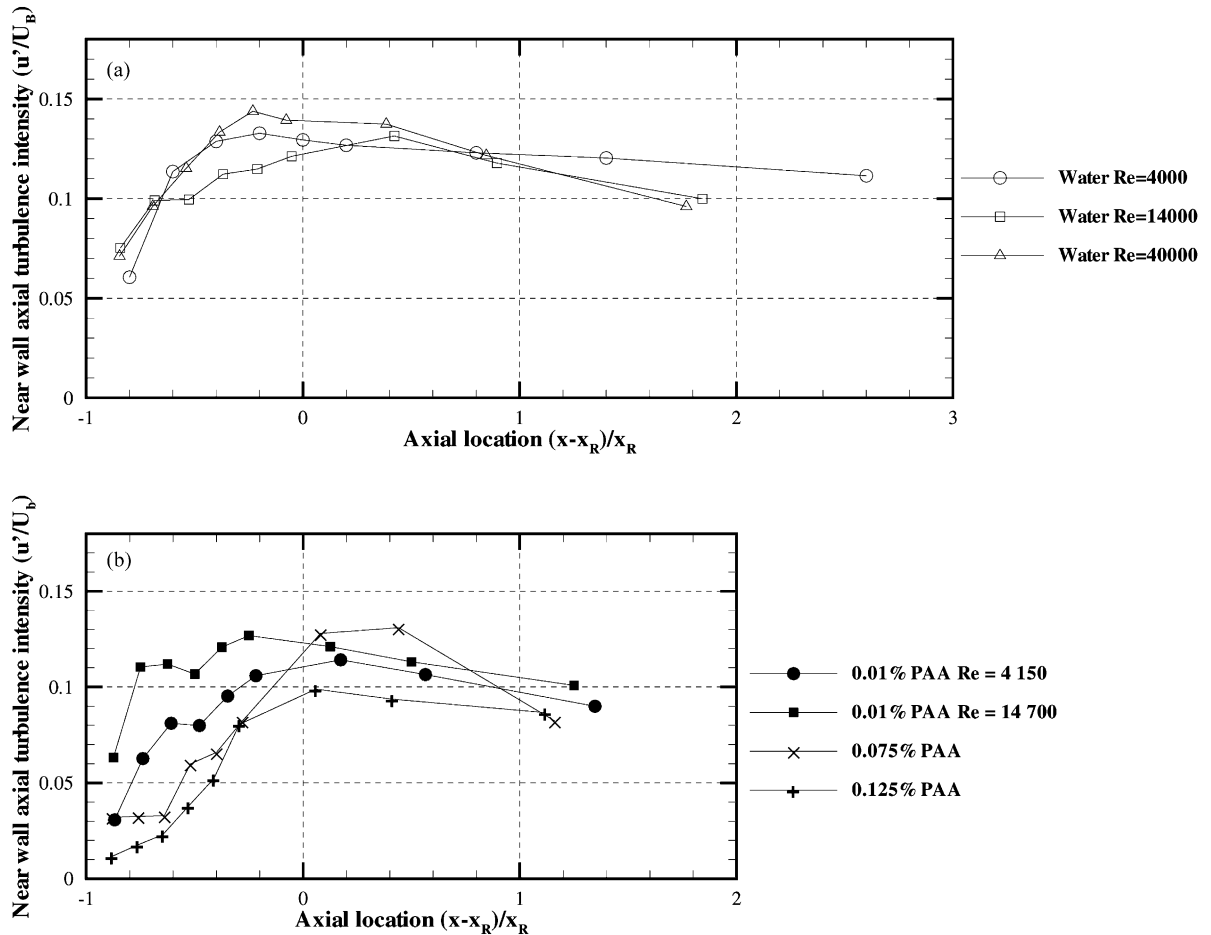 Near wall axial turbulence intensity (u'/U_B)
(a)
0.15
0.1
0.05
0
-1 0 1 2 3
Axial location (x-x_R)/x_R
Water Re=4000
Water Re=14000
Water Re=40000
Near wall axial turbulence intensity (u'/U_b)
(b)
0.15
0.1
0.05
0
-1 0 1 2
Axial location (x-x_R)/x_R
0.01% PAA Re = 4 150
0.01% PAA Re = 14 700
0.075% PAA
0.125% PAA